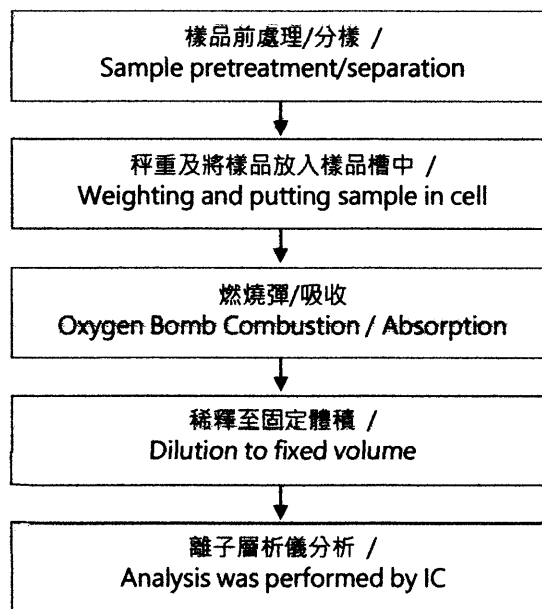 樣品前處理/分樣 /
Sample pretreatment/separation
秤重及將樣品放入樣品槽中 /
Weighting and putting sample in cell
燃燒彈/吸收
Oxygen Bomb Combustion / Absorption
稀釋至固定體積 /
Dilution to fixed volume
離子層析儀分析 /
Analysis was performed by IC